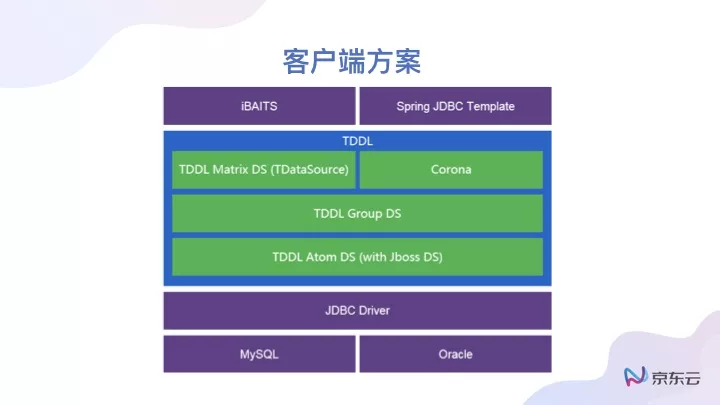 客户端方案
iBAITS
Spring JDBC Template
TDDL
TDDL Matrix DS (TDataSource)
Corona
TDDL Group DS
TDDL Atom DS (with Jboss DS)
JDBC Driver
MySQL
Oracle
京东云